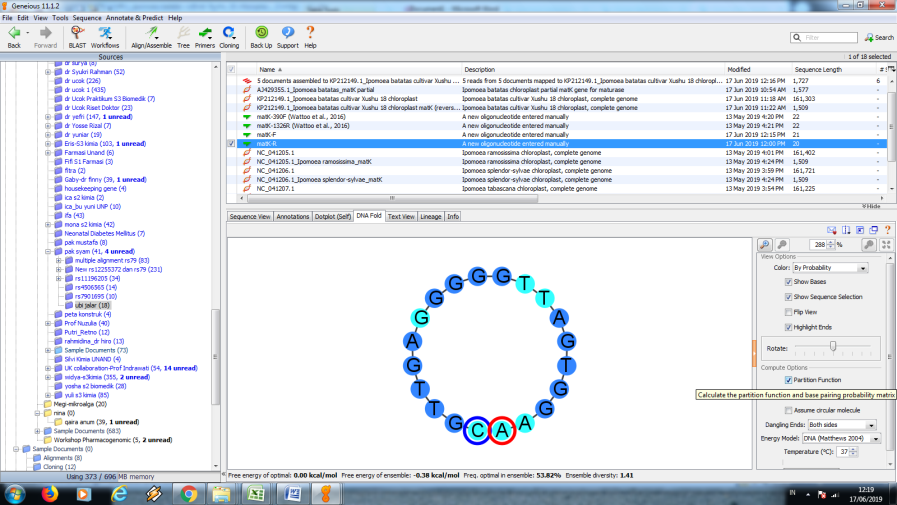 Geneious 11.1.2
File Edit View Tools Sequence Annotate & Predict Help
Back Forward BLAST Workflows Align/Assemble Tree Primers Cloning Back Up Support Help
Filter Search
Sources
1 of 18 selected
dr surya (8)
dr Syukri Rahman (52)
dr ucok (226)
dr ucok 1 (435)
dr Ucok Praktikum S3 Biomedik (7)
dr Ucok Riset Doktor (23)
dr yefri (147, 1 unread)
dr Yosse Rizal (7)
dr yuniar (19)
Eris-S3 kimia (103, 1 unread)
Farmasi Unand (6)
Fifi S1 Farmasi (3)
fitra (2)
Gaby-dr finny (39, 1 unread)
housekeeping gene (4)
ica s2 kimia (2)
ica_bu yuni UNP (10)
ifa (43)
mona s2 kimia (42)
Neonatal Diabetes Mellitus (7)
pak mustafa (8)
pak syam (41, 4 unread)
multiple alignment rs79 (83)
New rs12255372 dan rs79 (231)
rs11196205 (34)
rs4506565 (14)
rs7901695 (10)
ubi jalar (18)
peta konstruk (4)
Prof Nuzulia (40)
Putri_Retno (12)
rahmadina_dr hiro (13)
Sample Documents (73)
Silvi Kimia UNAND (4)
UK collaboration-Prof Indrawati (54, 14 unread)
widya-s3kimia (355, 2 unread)
yosha s2 biomedik (28)
yuli s3 kimia (85)
Megi-mikroalga (20)
nina (0)
qaira anum (39, 1 unread)
Sample Documents (683)
Workshop Pharmacogenomic (5, 2 unread)
Sample Documents (0)
Alignments (8)
Cloning (12)
Using 373 / 696 MB memory
Name Description Modified Sequence Length #
5 documents assembled to KP212149.1_Ipomoea batatas cultivar Xushu ... 5 reads from 5 documents mapped to KP212149.1_Ipomoea batatas cultivar Xushu 18 chloropl... 17 Jun 2019 12:16 PM 1,727 6
AJ429355.1_Ipomoea batatas_matK partial Ipomoea batatas chloroplast partial matK gene for maturase 17 Jun 2019 10:54 AM 1,577 -
KP212149.1_Ipomoea batatas cultivar Xushu 18 chloroplast Ipomoea batatas cultivar Xushu 18 chloroplast, complete genome 17 Jun 2019 11:18 AM 161,303 -
KP212149.1_Ipomoea batatas cultivar Xushu 18 chloroplast matK (revers... Ipomoea batatas cultivar Xushu 18 chloroplast, complete genome 17 Jun 2019 11:22 AM 1,509 -
matK-390F (Wattoo et al., 2016) A new oligonucleotide entered manually 13 May 2019 4:20 PM 22 -
matK-1326R (Wattoo et al., 2016) A new oligonucleotide entered manually 13 May 2019 4:21 PM 22 -
matK-F A new oligonucleotide entered manually 17 Jun 2019 12:15 PM 21 -
matK-R A new oligonucleotide entered manually 17 Jun 2019 12:00 PM 20 -
NC_041205.1 Ipomoea ramosissima chloroplast, complete genome 13 May 2019 4:01 PM 161,402 -
NC_041205.1_Ipomoea ramosissima_matK Ipomoea ramosissima chloroplast, complete genome 13 May 2019 4:24 PM 1,509 -
NC_041206.1 Ipomoea splendor-sylvae chloroplast, complete genome 13 May 2019 3:59 PM 161,721 -
NC_041206.1_Ipomoea splendor-sylvae_matK Ipomoea splendor-sylvae chloroplast, complete genome 13 May 2019 4:24 PM 1,509 -
NC_041207.1 Ipomoea tabascana chloroplast, complete genome 13 May 2019 3:54 PM 161,225 -
Hide
Sequence View Annotations Dotplot (Self) DNA Fold Text View Lineage Info
288 %
View Options
Color: By Probability
Show Bases
Show Sequence Selection
Flip View
Highlight Ends
Rotate:
Compute Options
Partition Function
Calculate the partition function and base pairing probability matrix
Assume circular molecule
Dangling Ends: Both sides
Energy Model: DNA (Matthews 2004)
Temperature (°C): 37
C G T T G A G G G G G T T A G T G G A A
Free energy of optimal: 0.00 kcal/mol Free energy of ensemble: -0.38 kcal/mol Freq. optimal in ensemble: 53.82% Ensemble diversity: 1.41
IN
12:19
17/06/2019